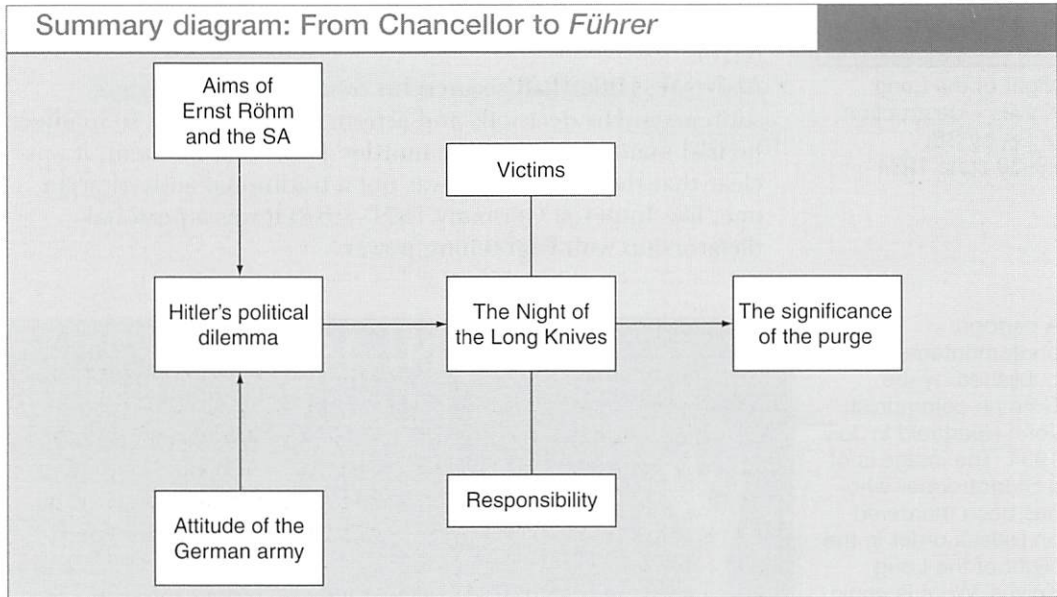 Summary diagram: From Chancellor to Führer
Aims of
Ernst Röhm
and the SA
Victims
Hitler's political
dilemma
The Night of
the Long Knives
The significance
of the purge
Responsibility
Attitude of the
German army